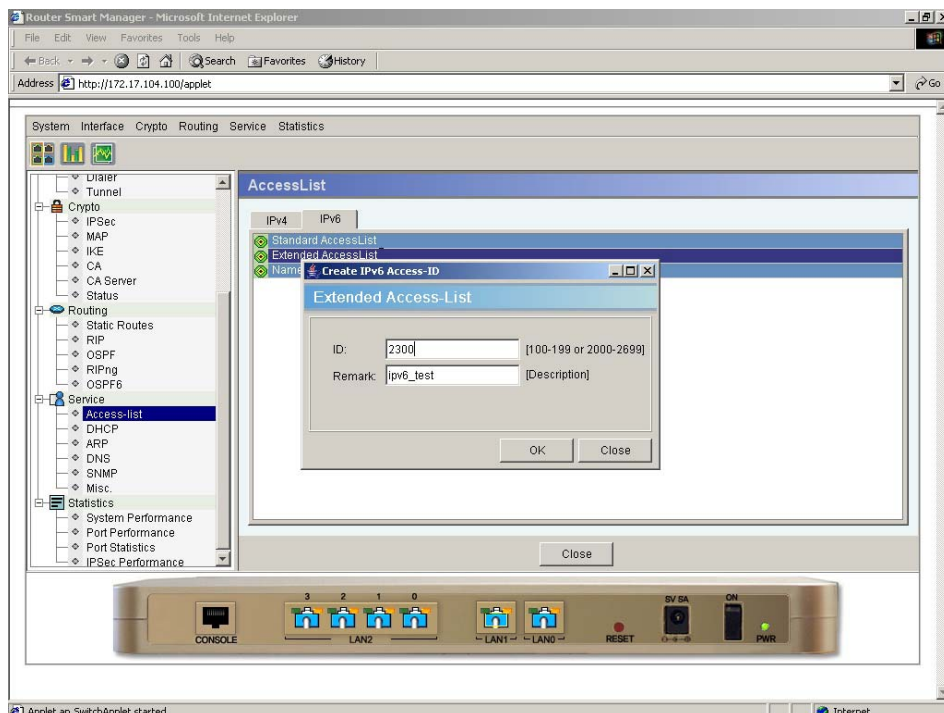 Router Smart Manager - Microsoft Internet Explorer
File Edit View Favorites Tools Help
Back Search Favorites History
Address http://172.17.104.100/applet Go
System Interface Crypto Routing Service Statistics
Dialer
Tunnel
Crypto
IPSec
MAP
IKE
CA
CA Server
Status
Routing
Static Routes
RIP
OSPF
RIPng
OSPF6
Service
Access-list
DHCP
ARP
DNS
SNMP
Misc.
Statistics
System Performance
Port Performance
Port Statistics
IPSec Performance
AccessList
IPv4 IPv6
Standard AccessList
Extended AccessList
Name
Create IPv6 Access-ID
Extended Access-List
ID: 2300 [100-199 or 2000-2699]
Remark: ipv6_test [Description]
OK Close
Close
3 2 1 0 5V 5A ON
CONSOLE LAN2 LAN1 LAN0 RESET PWR
Applet an SwitchApplet started Internet